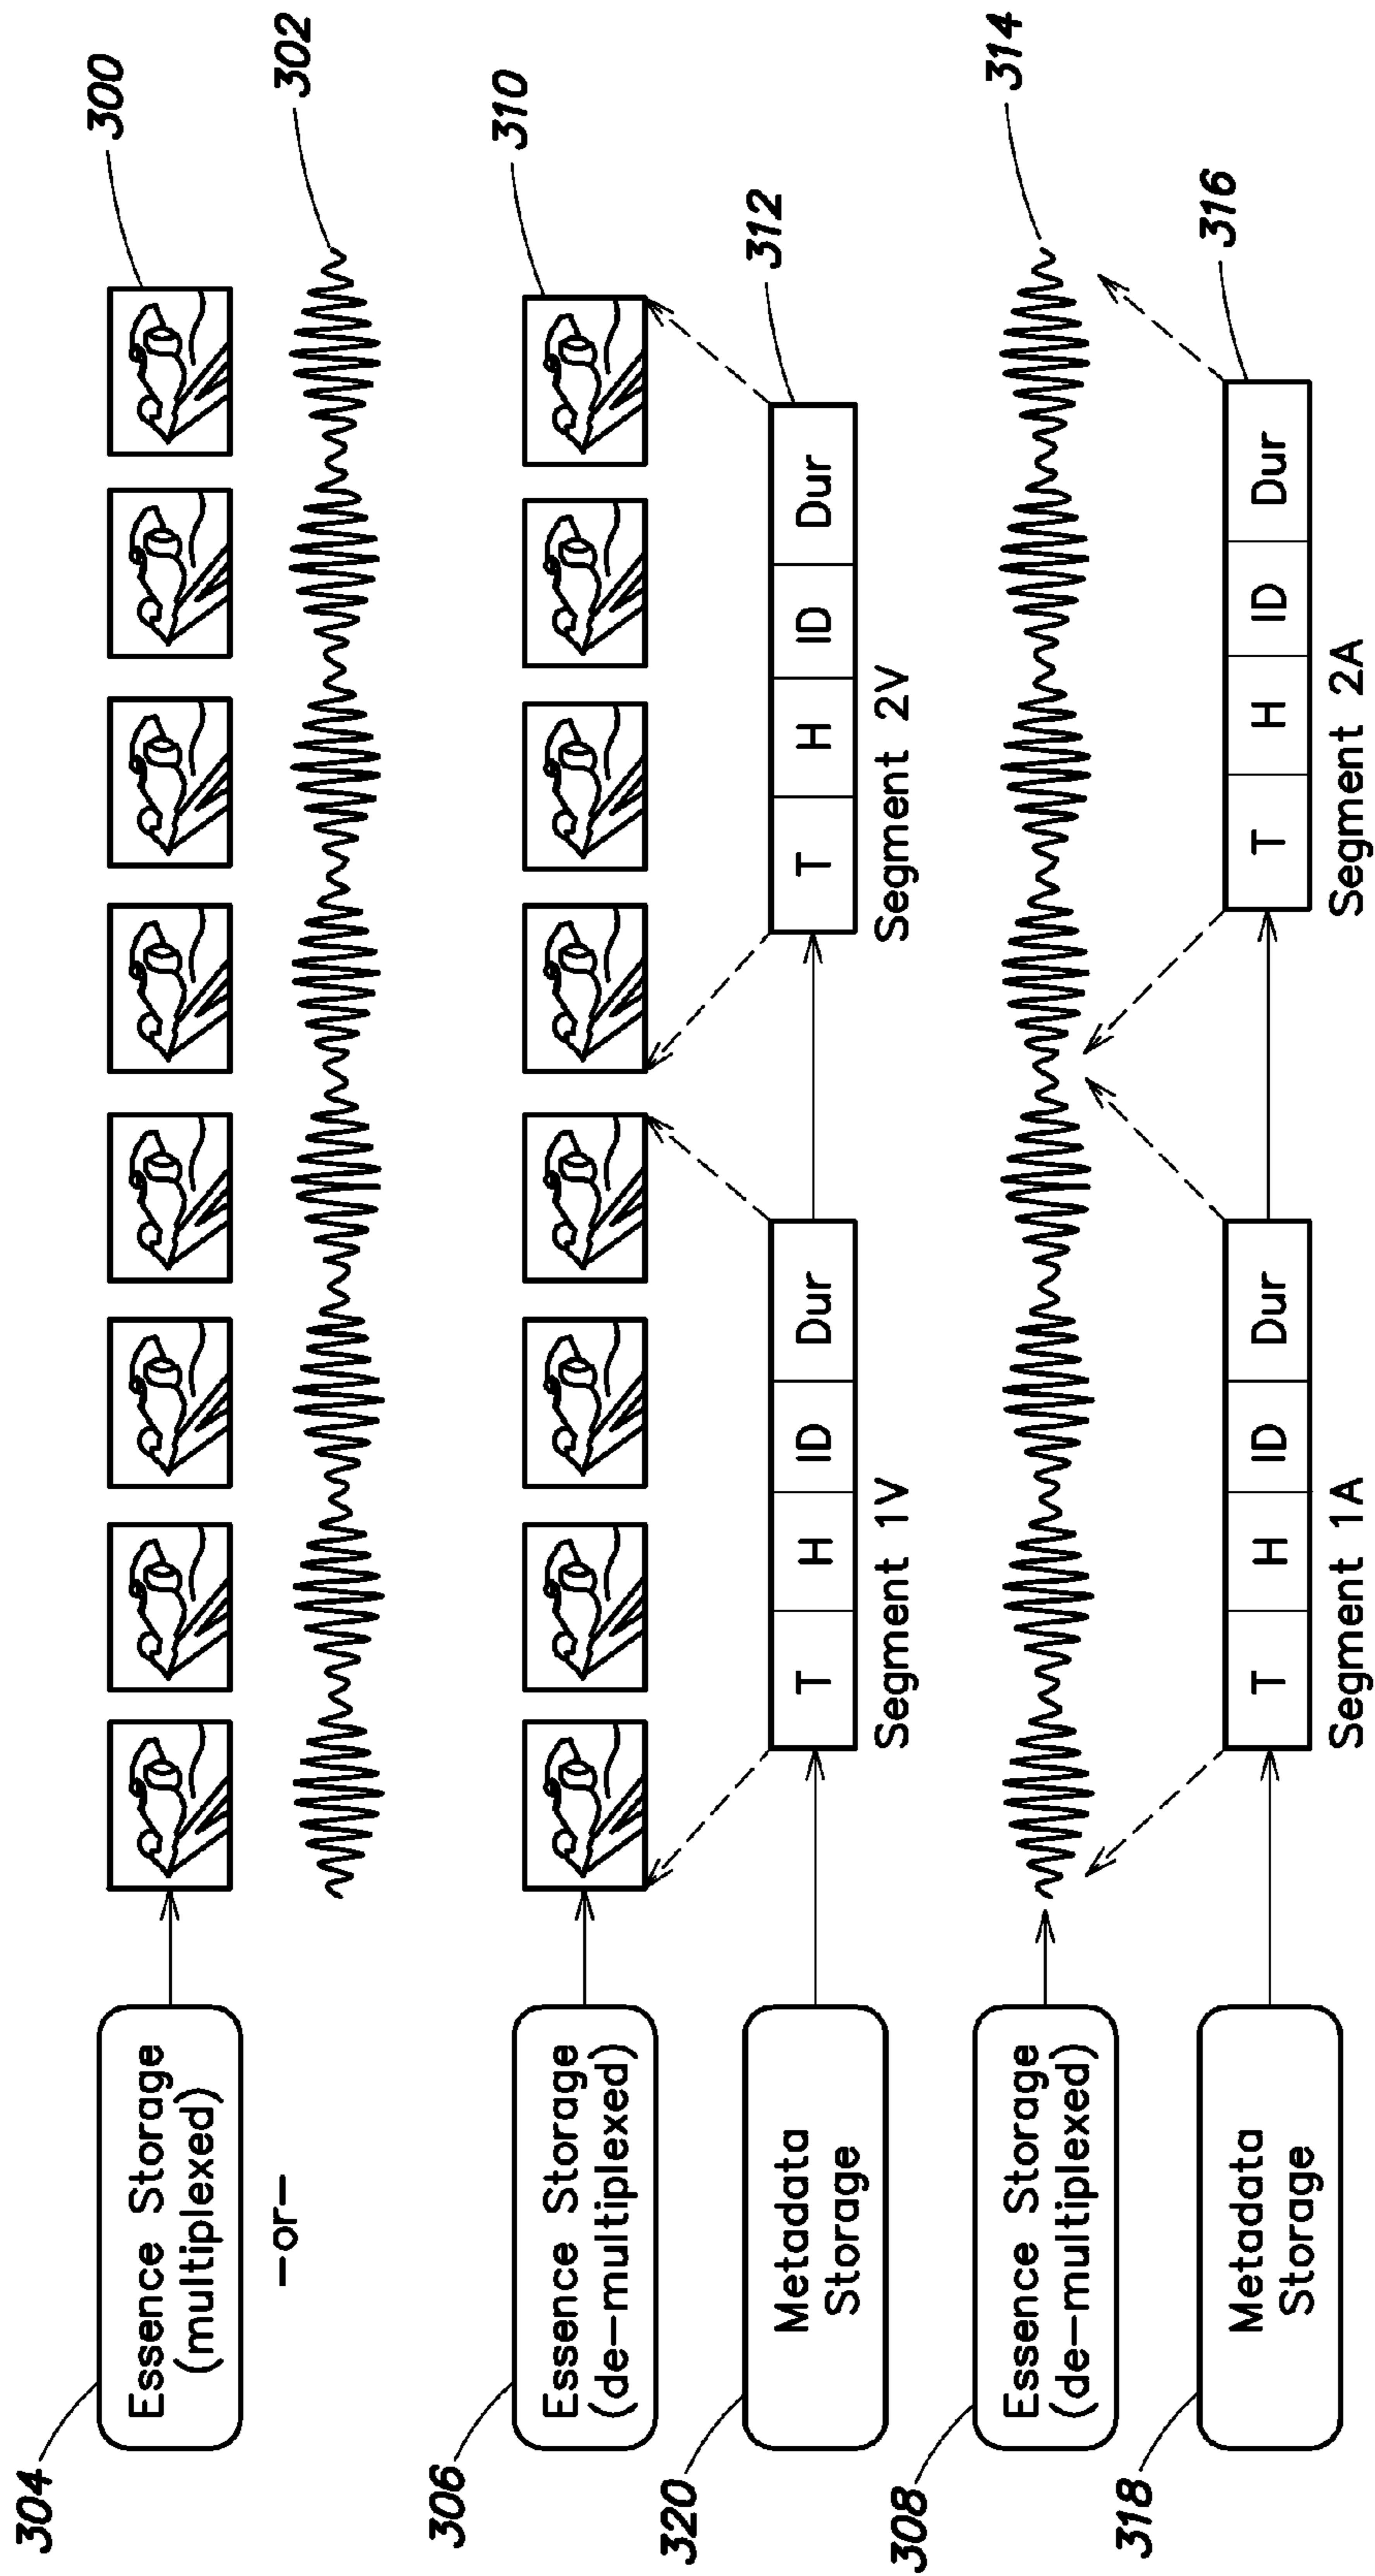 300
302
304
Essence Storage
(multiplexed)
-or-
310
306
Essence Storage
(de-multiplexed)
312
320
Metadata
Storage
T H ID Dur
T H ID Dur
Segment 1V
Segment 2V
314
308
Essence Storage
(de-multiplexed)
316
318
Metadata
Storage
T H ID Dur
T H ID Dur
Segment 1A
Segment 2A